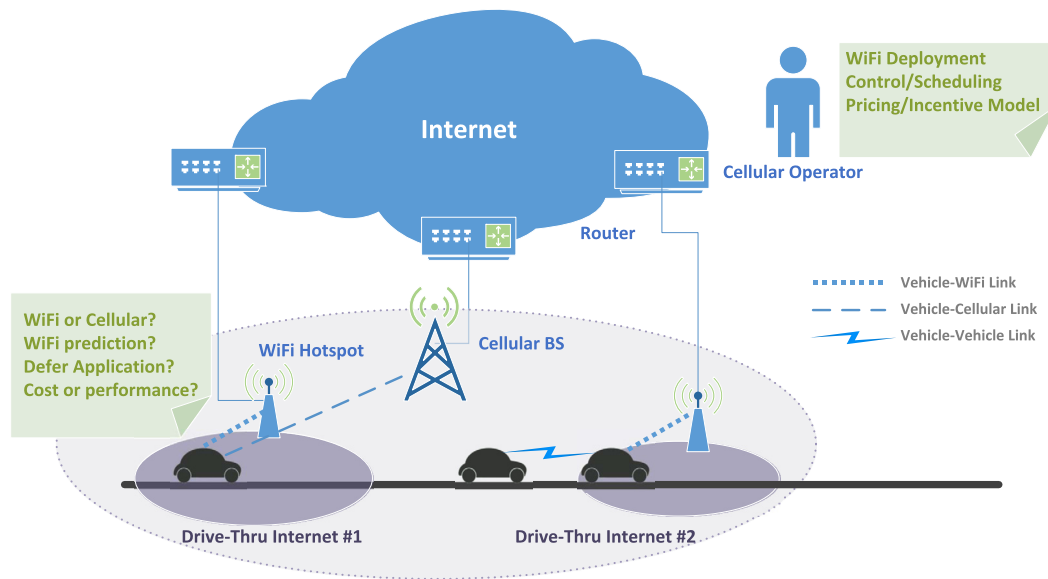 WiFi Deployment
Control/Scheduling
Pricing/Incentive Model
Internet
Cellular Operator
Router
Vehicle-WiFi Link
Vehicle-Cellular Link
Vehicle-Vehicle Link
WiFi or Cellular?
WiFi prediction?
Defer Application?
Cost or performance?
WiFi Hotspot
Cellular BS
Drive-Thru Internet #1
Drive-Thru Internet #2